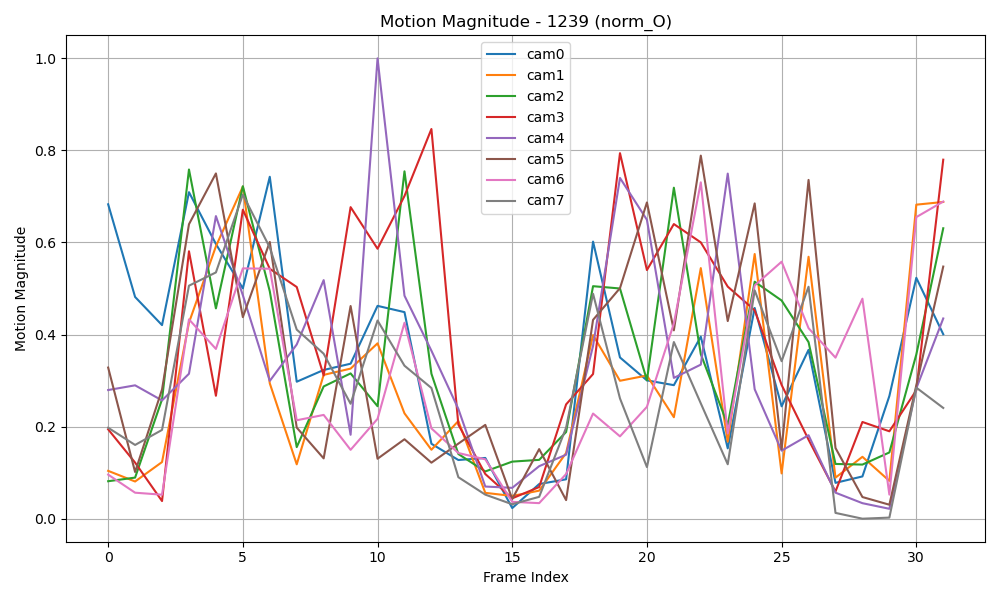 Motion Magnitude - 1239 (norm_O)
cam0
cam1
cam2
cam3
cam4
cam5
cam6
cam7
Motion Magnitude
1.0
0.8
0.6
0.4
0.2
0.0
0 5 10 15 20 25 30
Frame Index